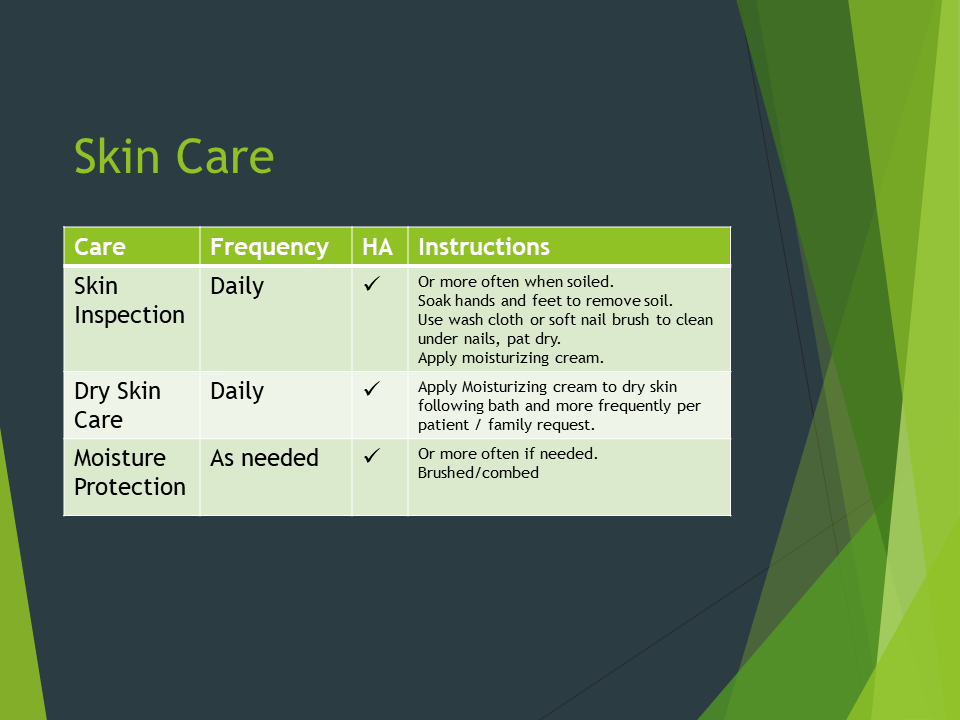 Skin Care
Care Frequency HA Instructions
Skin Inspection Daily ✓ Or more often when soiled.
Soak hands and feet to remove soil.
Use wash cloth or soft nail brush to clean
under nails, pat dry.
Apply moisturizing cream.
Dry Skin Care Daily ✓ Apply Moisturizing cream to dry skin
following bath and more frequently per
patient / family request.
Moisture Protection As needed ✓ Or more often if needed.
Brushed/combed